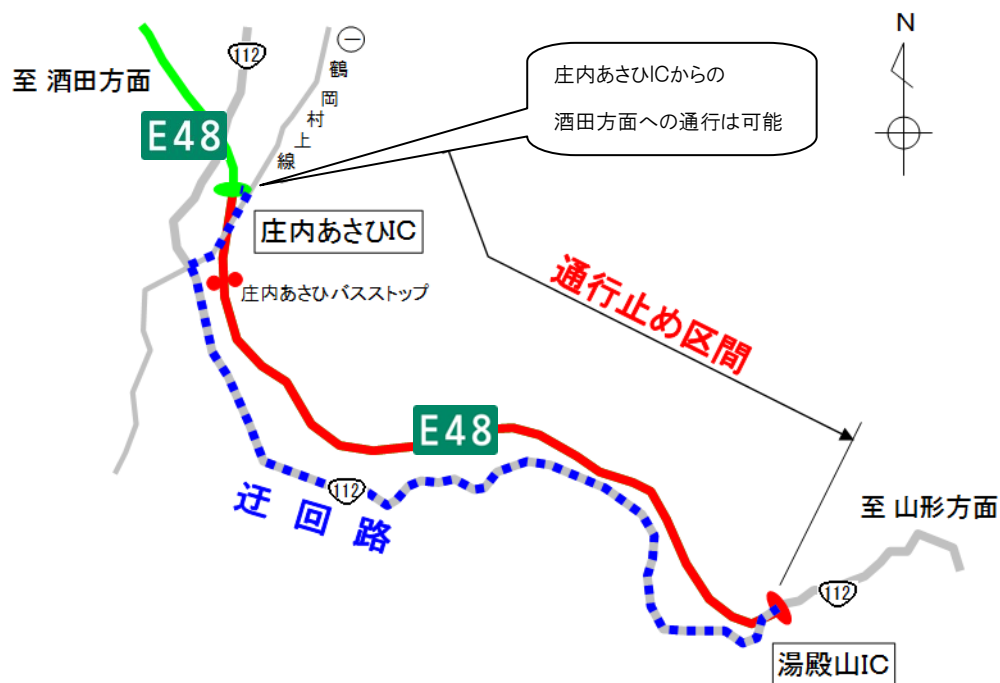 N
112
㊀鶴岡村上線
至 酒田方面
E48
庄内あさひICからの
酒田方面への通行は可能
庄内あさひIC
庄内あさひバスストップ
通行止め区間
E48
112
迂回路
至 山形方面
112
湯殿山IC